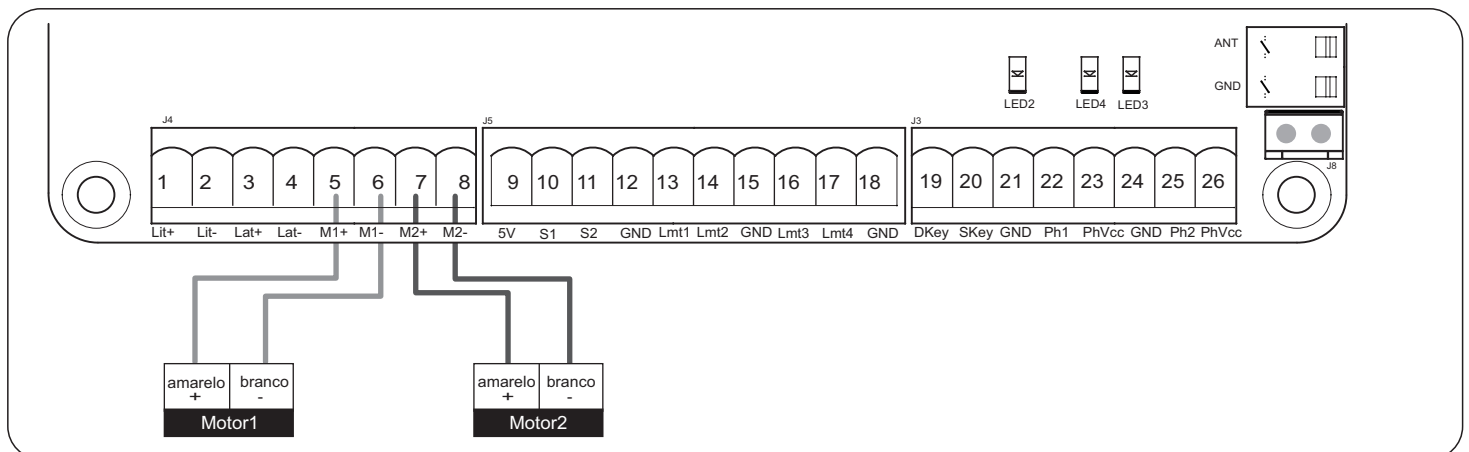 ANT
GND
LED2 LED4 LED3
J4 J5 J3
J8
1 2 3 4 5 6 7 8 9 10 11 12 13 14 15 16 17 18 19 20 21 22 23 24 25 26
Lit+ Lit- Lat+ Lat- M1+ M1- M2+ M2- 5V S1 S2 GND Lmt1 Lmt2 GND Lmt3 Lmt4 GND DKey SKey GND Ph1 PhVcc GND Ph2 PhVcc
amarelo branco amarelo branco
+ - + -
Motor1 Motor2